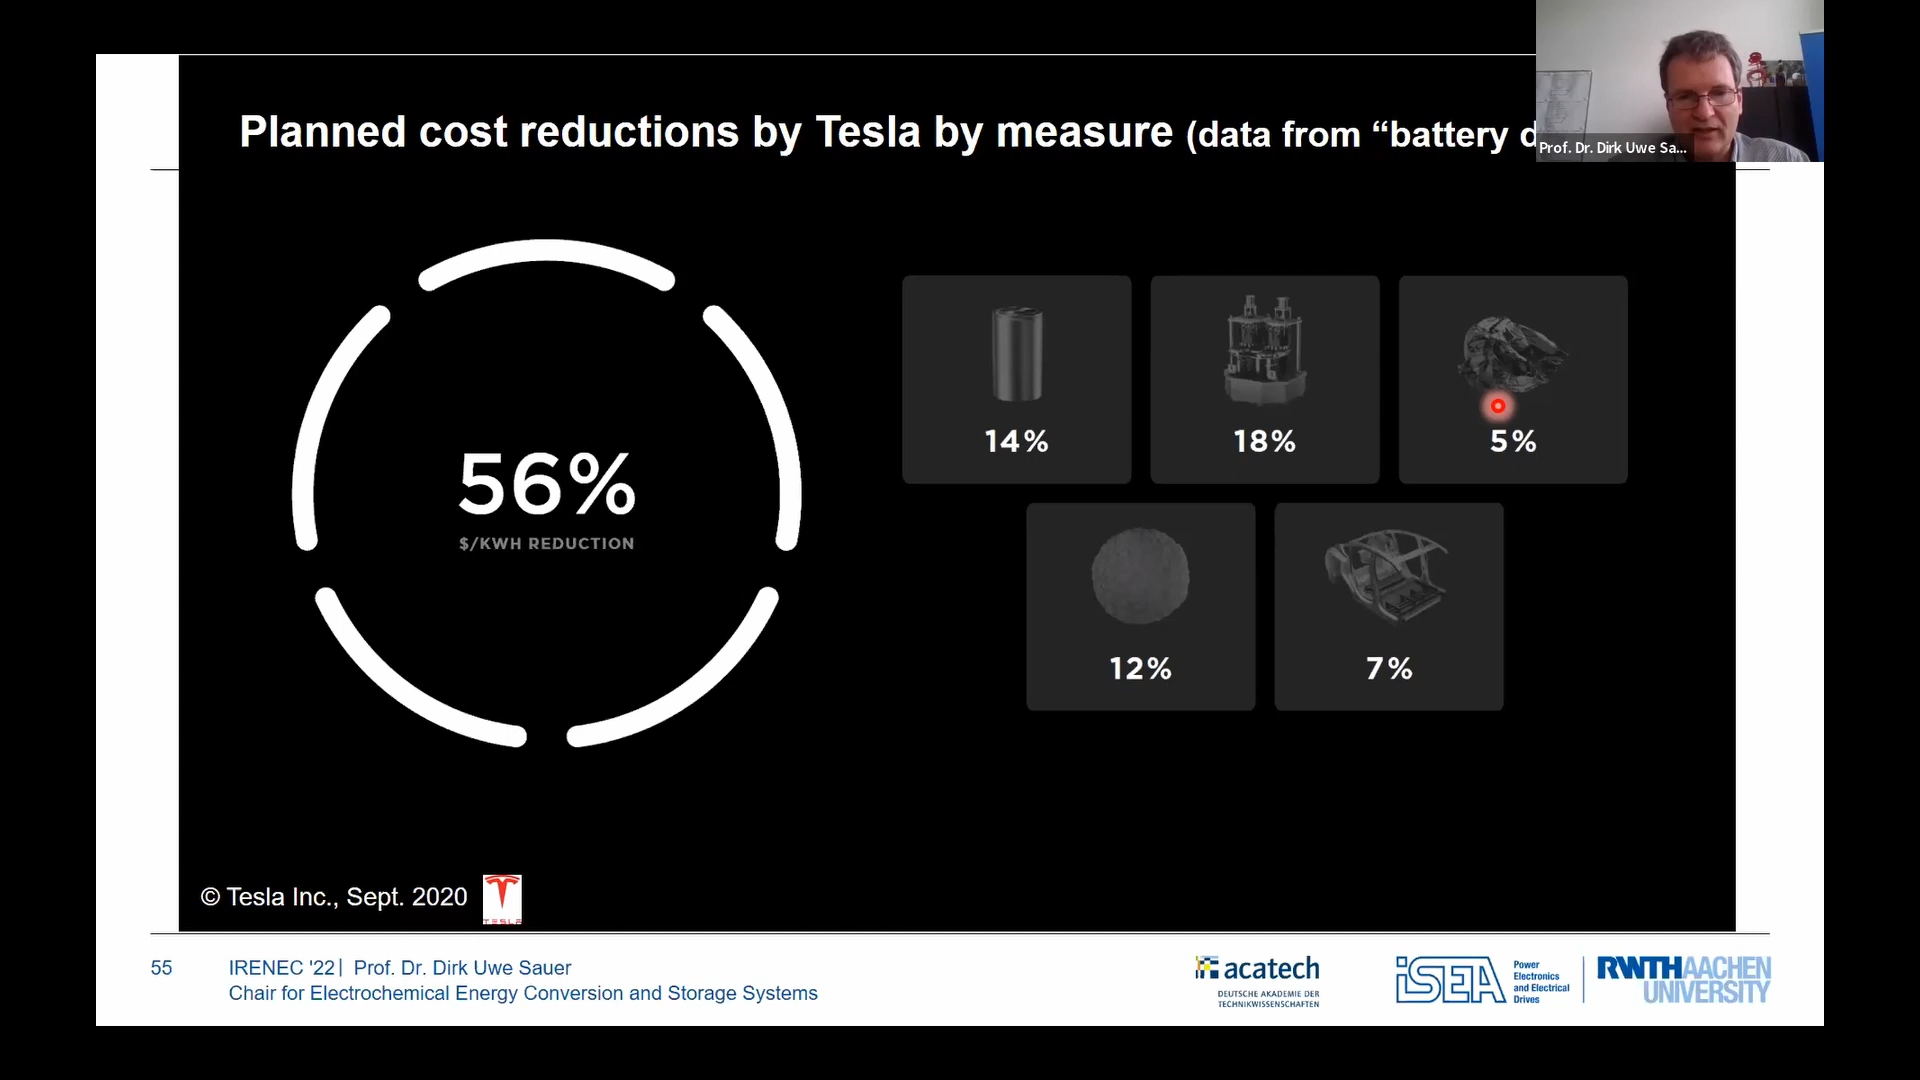 Planned cost reductions by Tesla by measure (data from “battery d
Prof. Dr. Dirk Uwe Sa...
56%
$/KWH REDUCTION
14%
18%
5%
12%
7%
© Tesla Inc., Sept. 2020
TESLA
55
IRENEC '22| Prof. Dr. Dirk Uwe Sauer
Chair for Electrochemical Energy Conversion and Storage Systems
acatech
DEUTSCHE AKADEMIE DER
TECHNIKWISSENSCHAFTEN
iSEA
Power
Electronics
and Electrical
Drives
RWTHAACHEN
UNIVERSITY